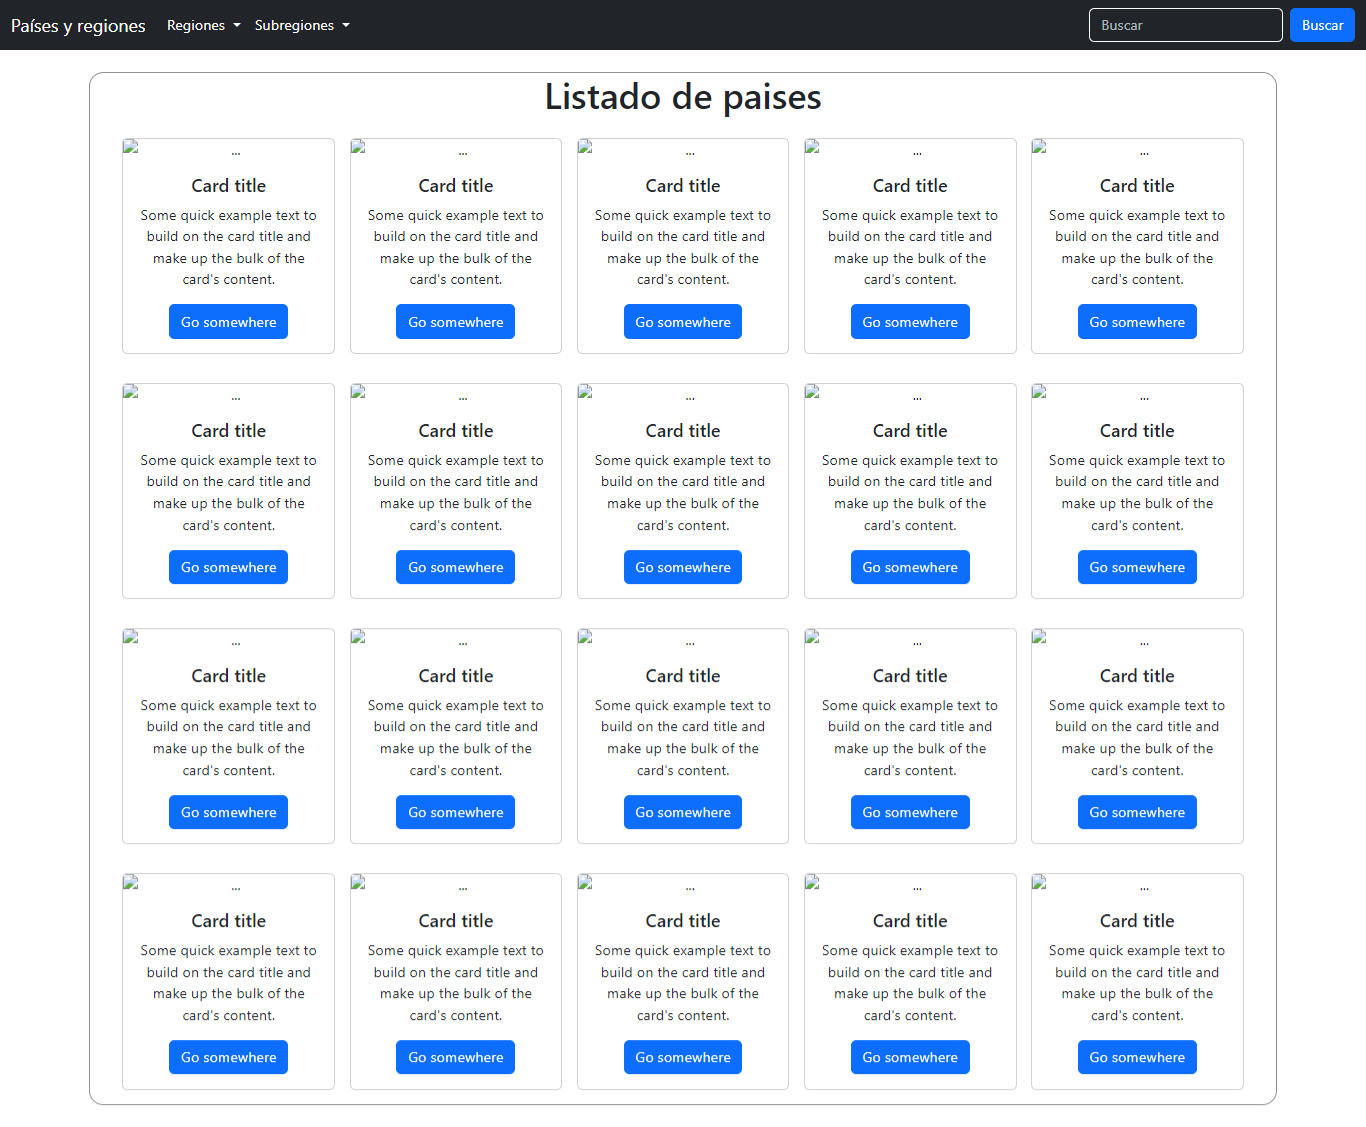 Países y regiones Regiones Subregiones Buscar Buscar
Listado de paises
... ... ... ... ...
Card title Card title Card title Card title Card title
Some quick example text to Some quick example text to Some quick example text to Some quick example text to Some quick example text to
build on the card title and build on the card title and build on the card title and build on the card title and build on the card title and
make up the bulk of the make up the bulk of the make up the bulk of the make up the bulk of the make up the bulk of the
card's content. card's content. card's content. card's content. card's content.
Go somewhere Go somewhere Go somewhere Go somewhere Go somewhere
... ... ... ... ...
Card title Card title Card title Card title Card title
Some quick example text to Some quick example text to Some quick example text to Some quick example text to Some quick example text to
build on the card title and build on the card title and build on the card title and build on the card title and build on the card title and
make up the bulk of the make up the bulk of the make up the bulk of the make up the bulk of the make up the bulk of the
card's content. card's content. card's content. card's content. card's content.
Go somewhere Go somewhere Go somewhere Go somewhere Go somewhere
... ... ... ... ...
Card title Card title Card title Card title Card title
Some quick example text to Some quick example text to Some quick example text to Some quick example text to Some quick example text to
build on the card title and build on the card title and build on the card title and build on the card title and build on the card title and
make up the bulk of the make up the bulk of the make up the bulk of the make up the bulk of the make up the bulk of the
card's content. card's content. card's content. card's content. card's content.
Go somewhere Go somewhere Go somewhere Go somewhere Go somewhere
... ... ... ... ...
Card title Card title Card title Card title Card title
Some quick example text to Some quick example text to Some quick example text to Some quick example text to Some quick example text to
build on the card title and build on the card title and build on the card title and build on the card title and build on the card title and
make up the bulk of the make up the bulk of the make up the bulk of the make up the bulk of the make up the bulk of the
card's content. card's content. card's content. card's content. card's content.
Go somewhere Go somewhere Go somewhere Go somewhere Go somewhere